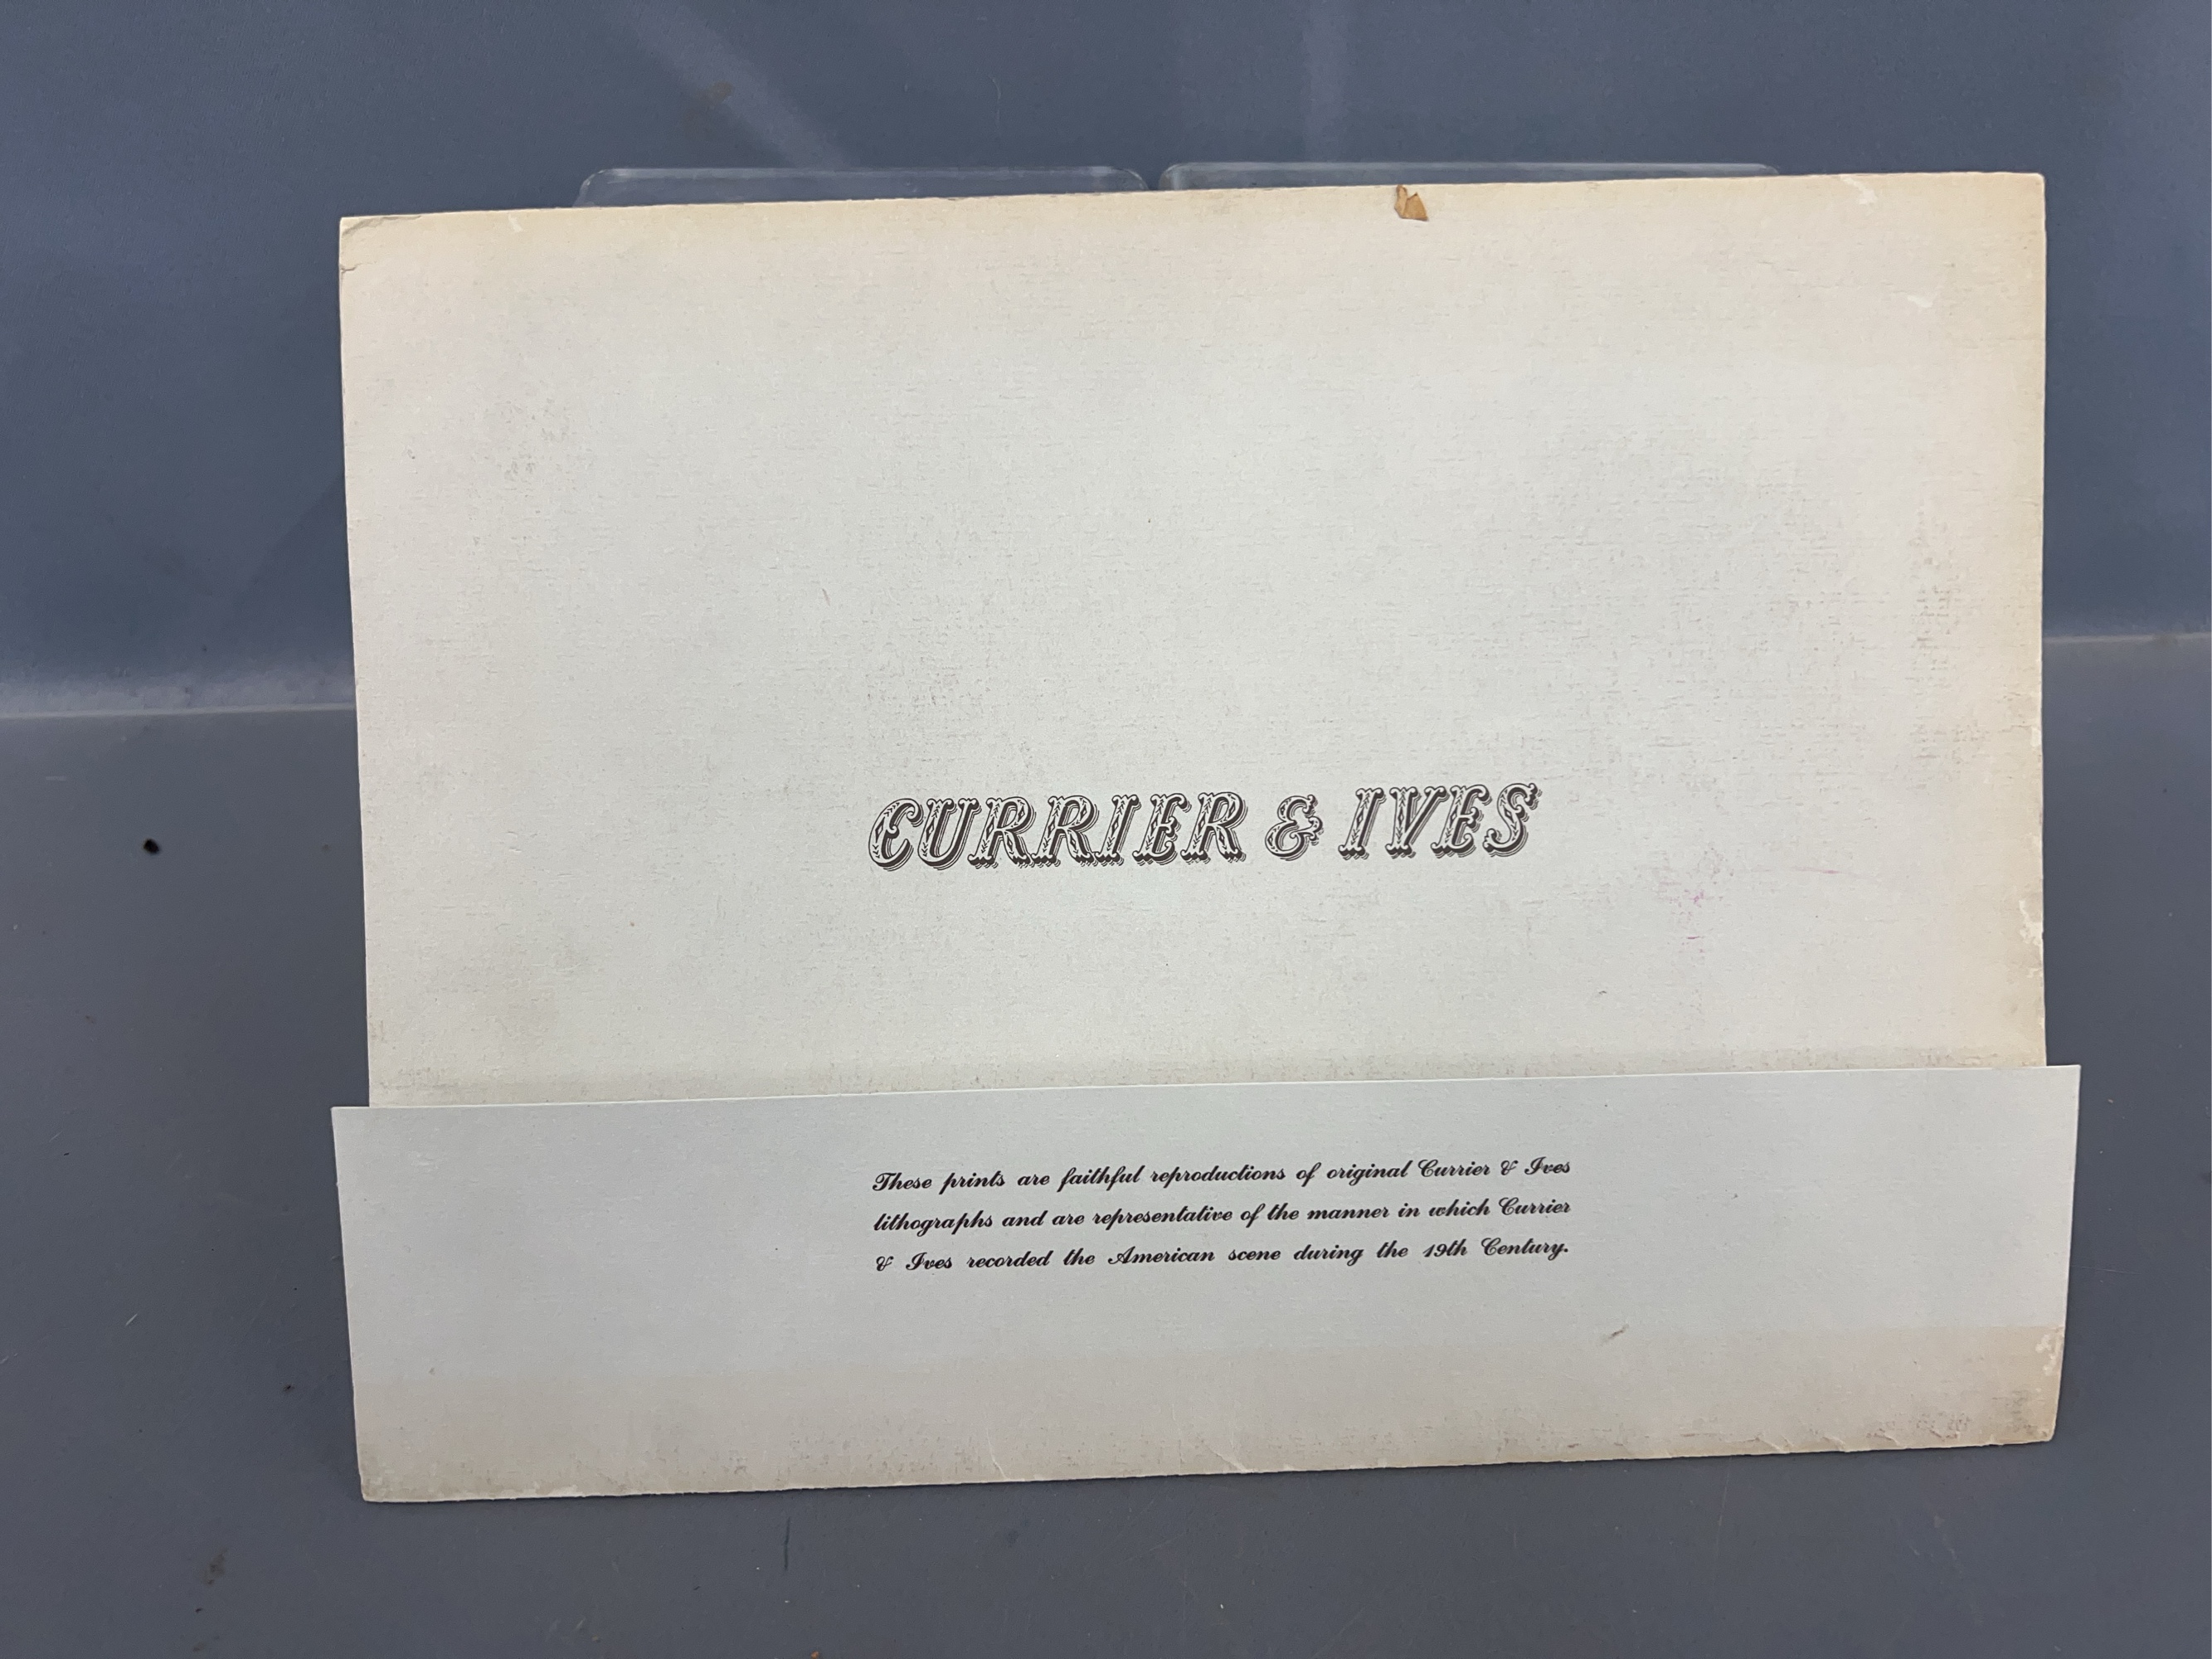 CURRIER & IVES
These prints are faithful reproductions of original Currier & Ives
lithographs and are representative of the manner in which Currier
& Ives recorded the American scene during the 19th Century.